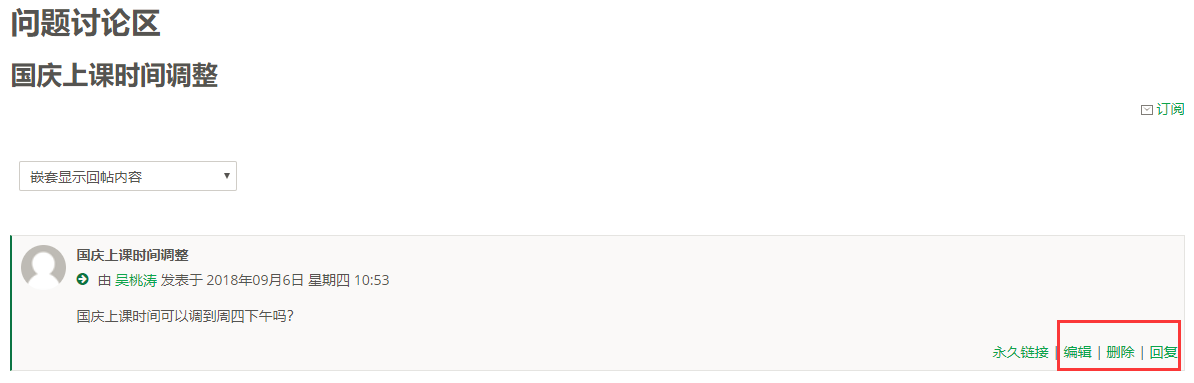 问题讨论区
国庆上课时间调整
订阅
嵌套显示回帖内容
国庆上课时间调整
由 吴桃涛 发表于 2018年09月6日 星期四 10:53
国庆上课时间可以调到周四下午吗?
永久链接 | 编辑 | 删除 | 回复